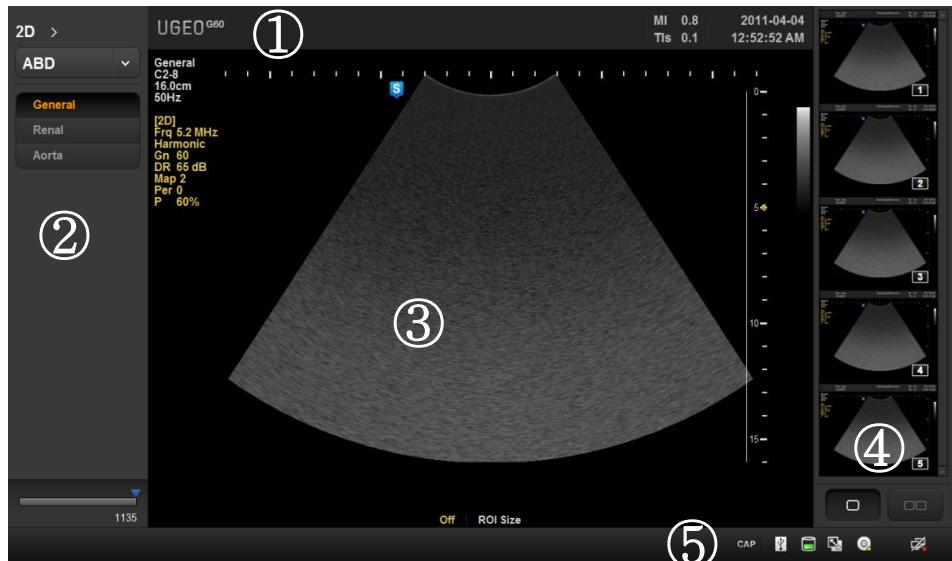 2D >
ABD
General
Renal
Aorta
②
1135
UGEO G60
①
MI 0.8
TIs 0.1
2011-04-04
12:52:52 AM
General
C2-8
16.0cm
50Hz
[2D]
Frq 5.2 MHz
Harmonic
Gn 60
DR 65 dB
Map 2
Per 0
P 60%
S
0
5
10
15
③
Off ROI Size
1
2
3
4
④
5
⑤
CAP